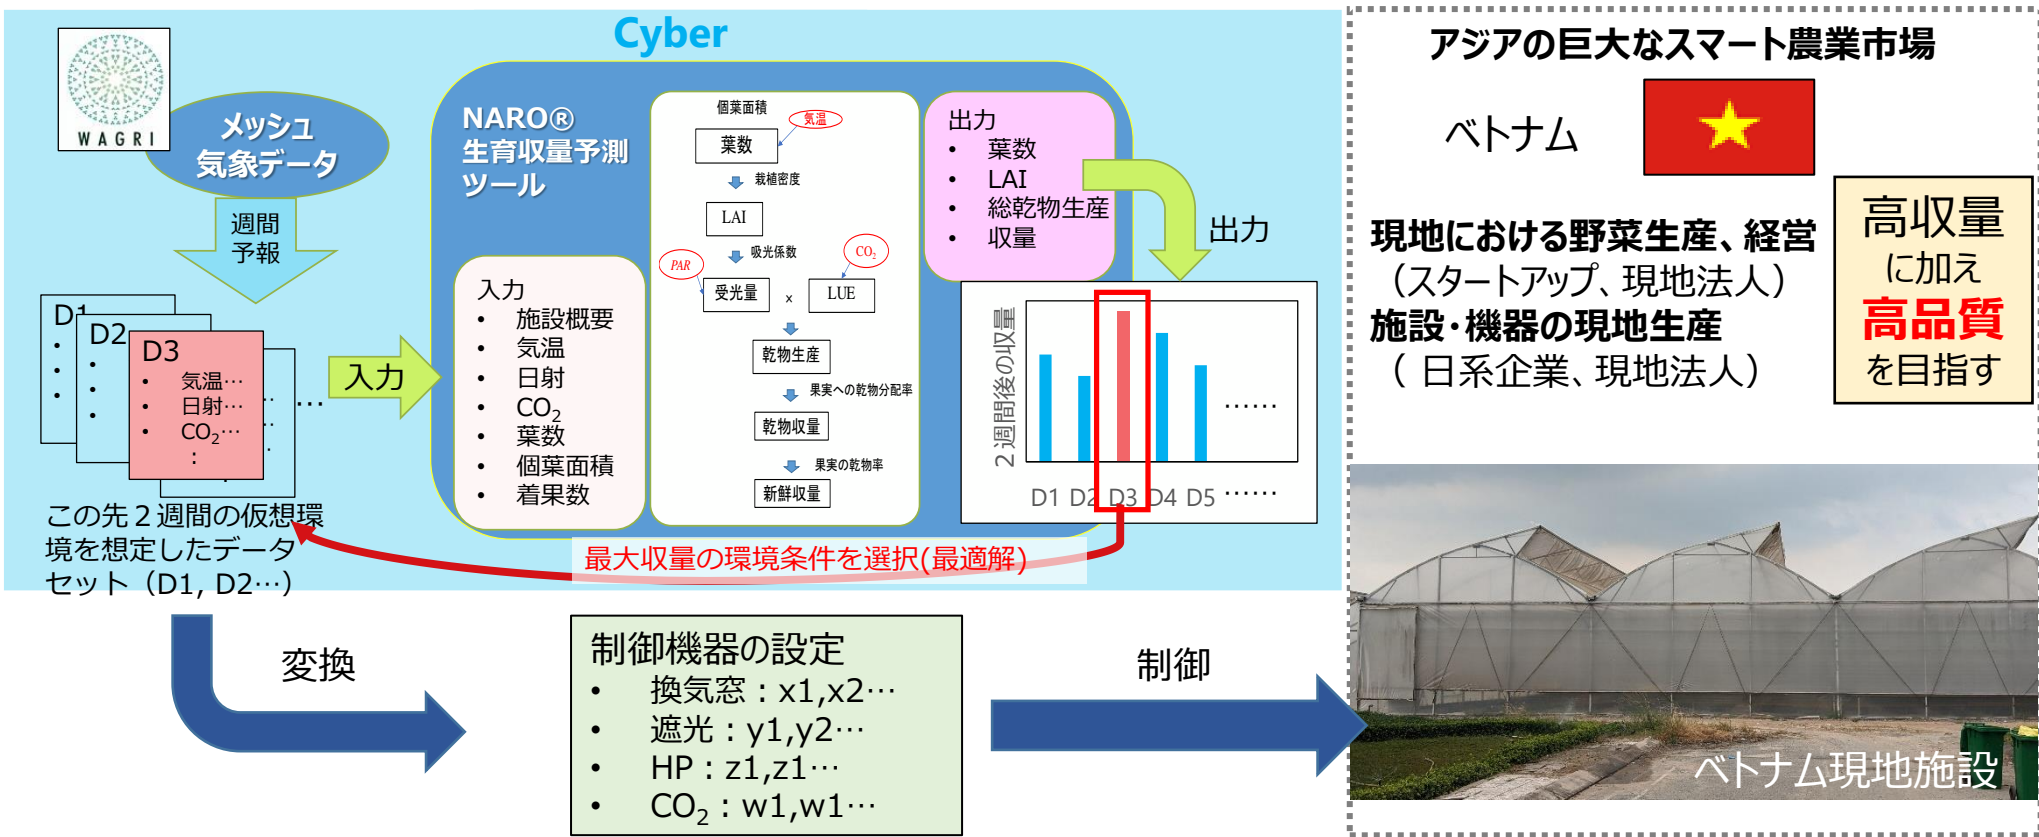 Cyber
WAGRI
メッシュ
気象データ
週間
予報
D1
D2
D3
• 気温…
• 日射…
• CO₂…
：
…
この先２週間の仮想環
境を想定したデータ
セット（D1, D2…）
入力
NARO®
生育収量予測
ツール
入力
• 施設概要
• 気温
• 日射
• CO₂
• 葉数
• 個葉面積
• 着果数
個葉面積
気温
葉数
栽植密度
LAI
吸光係数
PAR
CO₂
受光量
x
LUE
乾物生産
果実への乾物分配率
乾物収量
果実の乾物率
新鮮収量
出力
• 葉数
• LAI
• 総乾物生産
• 収量
出力
２週間後の収量
……
D1 D2 D3 D4 D5 ……
最大収量の環境条件を選択(最適解)
変換
制御機器の設定
• 換気窓：x1,x2…
• 遮光：y1,y2…
• HP：z1,z1…
• CO₂：w1,w1…
制御
アジアの巨大なスマート農業市場
ベトナム
現地における野菜生産、経営
（スタートアップ、現地法人）
施設・機器の現地生産
（ 日系企業、現地法人）
高収量
に加え
高品質
を目指す
ベトナム現地施設